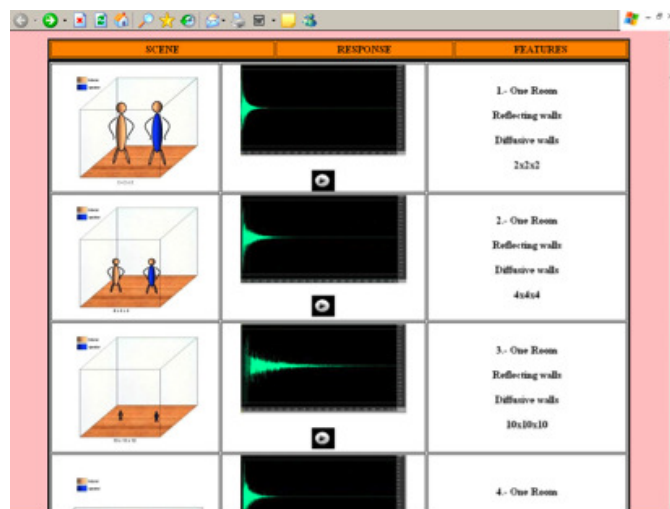 SCENE RESPONSE FEATURES
1.- One Room
Reflecting walls
Diffusive walls
2x2x2
2.- One Room
Reflecting walls
Diffusive walls
4x4x4
3.- One Room
Reflecting walls
Diffusive walls
10x10x10
4.- One Room